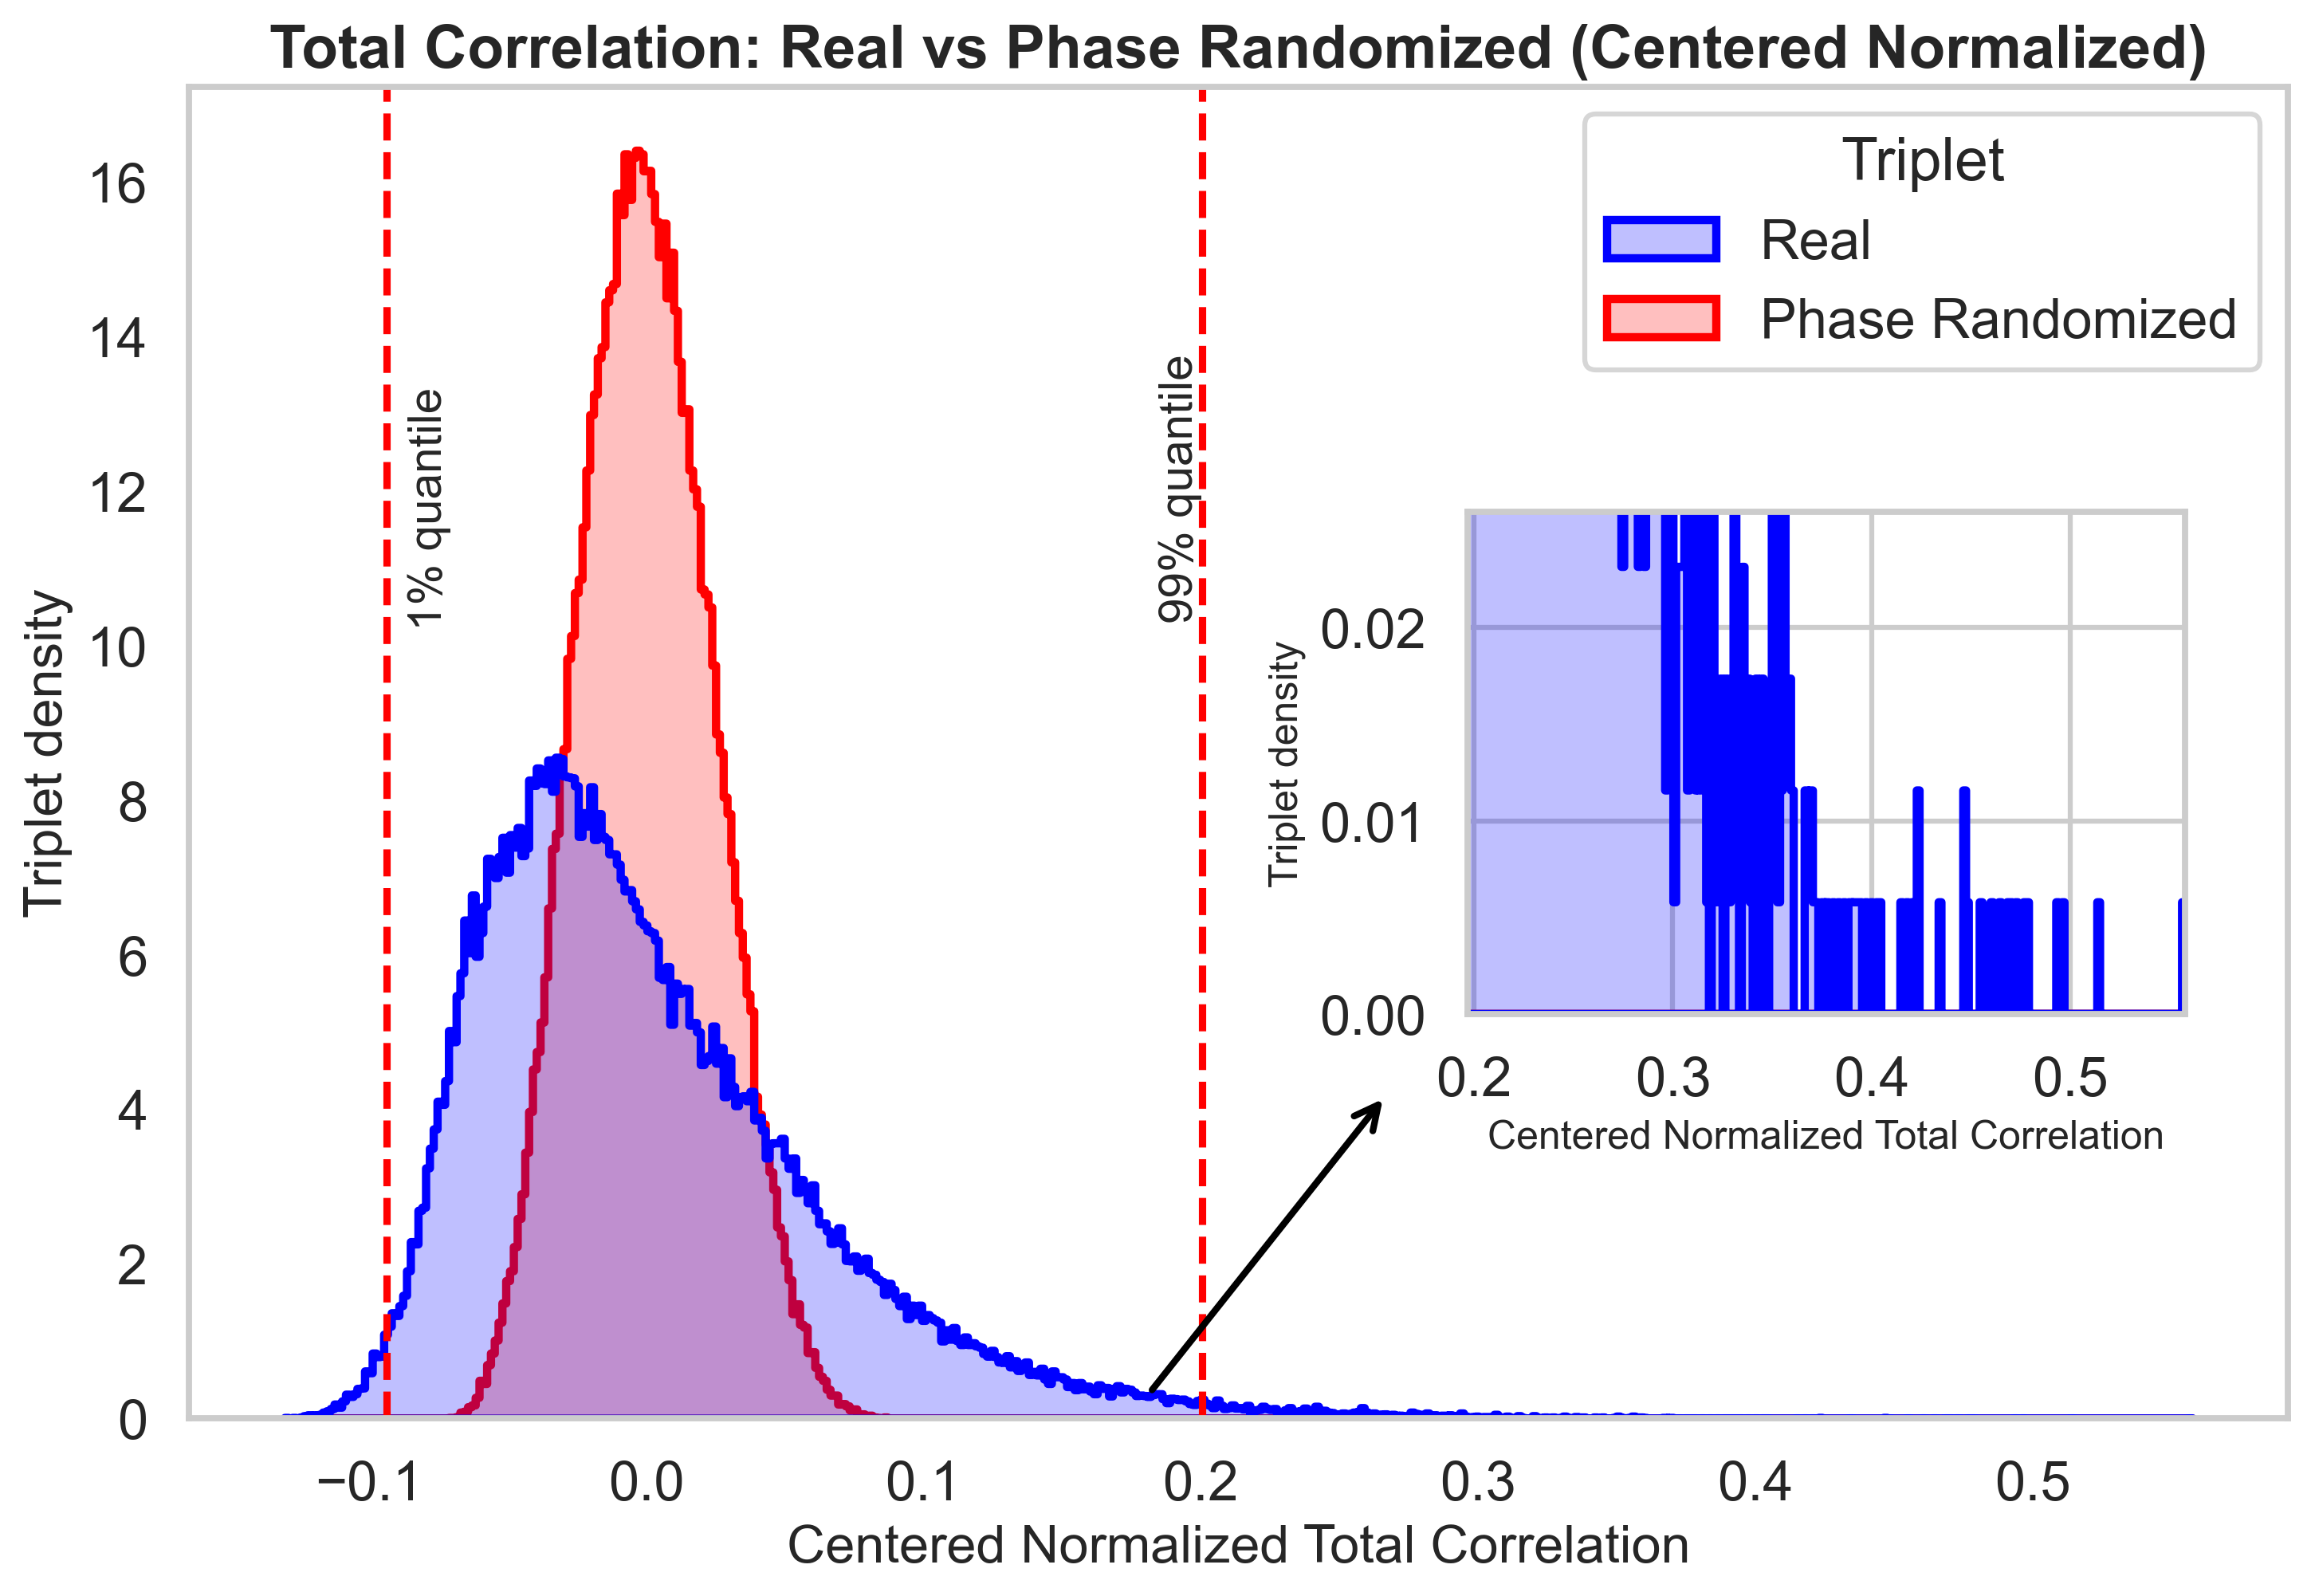 Total Correlation: Real vs Phase Randomized (Centered Normalized)
Triplet
Real
Phase Randomized
1% quantile
99% quantile
Triplet density
16
14
12
10
8
6
4
2
0
−0.1
0.0
0.1
0.2
0.3
0.4
0.5
Centered Normalized Total Correlation
Triplet density
0.02
0.01
0.00
0.2
0.3
0.4
0.5
Centered Normalized Total Correlation